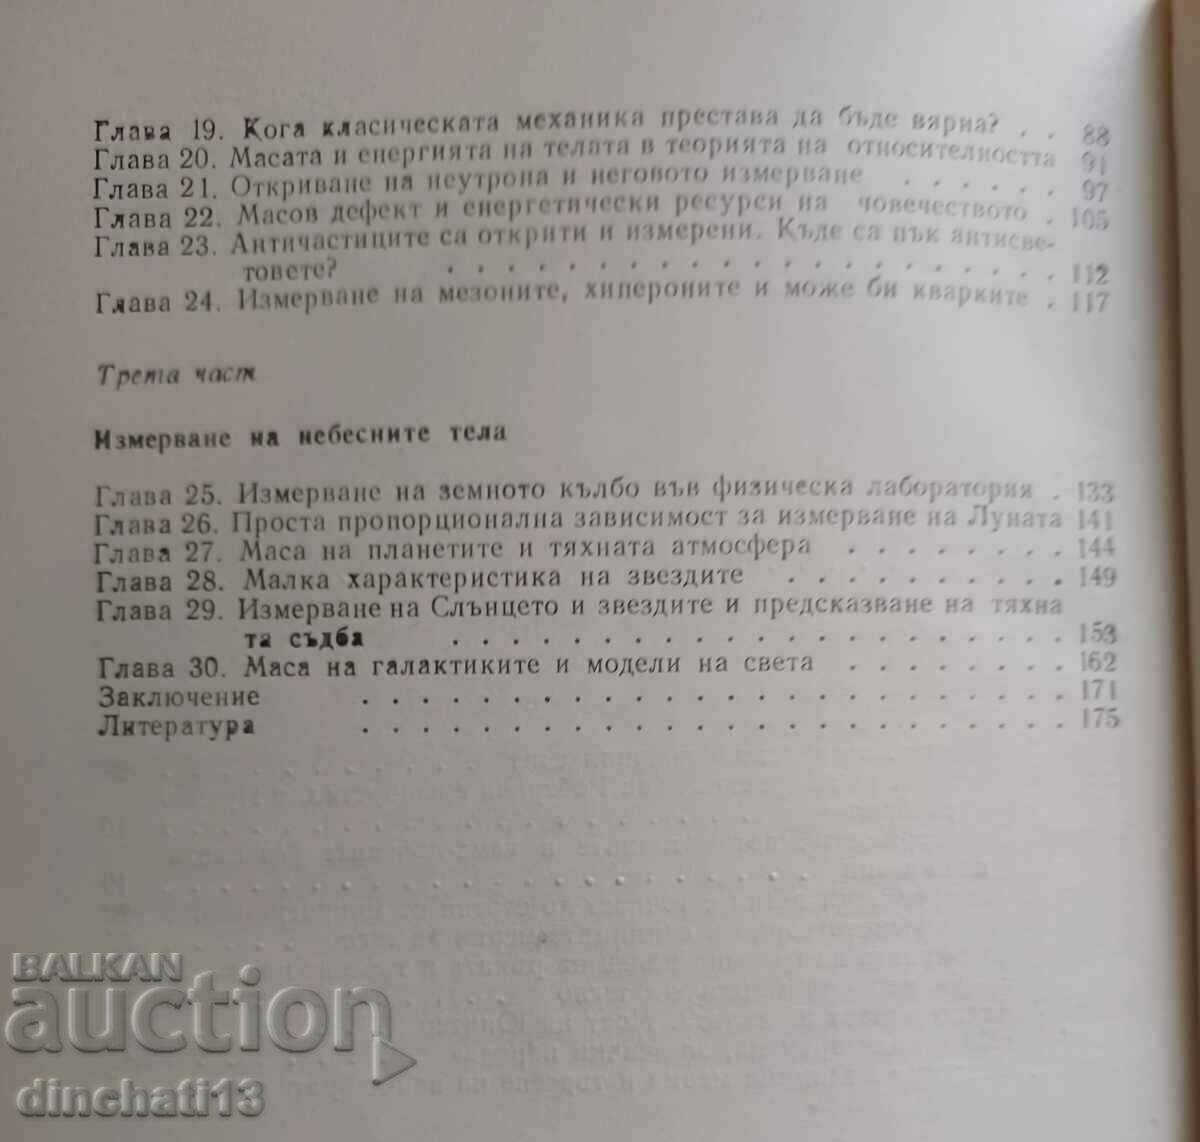 Глава 19. Кога класическата механика престава да бъде вярна? . . 88
Глава 20. Масата и енергията на телата в теорията на относителността 91
Глава 21. Откриване на неутрона и неговото измерване . . . . . . 97
Глава 22. Масов дефект и енергетически ресурси на човечеството . 105
Глава 23. Античастиците са открити и измерени. Къде са пък антисве-
товете? . . . . . . . . . . . . . . . . . . . . . 112
Глава 24. Измерване на мезоните, хипероните и може би кварките . 117
Трета част
Измерване на небесните тела
Глава 25. Измерване на земното кълбо във физическа лаборатория . 133
Глава 26. Проста пропорционална зависимост за измерване на Луната 141
Глава 27. Маса на планетите и тяхната атмосфера . . . . . . . . 144
Глава 28. Малка характеристика на звездите . . . . . . . . . . 149
Глава 29. Измерване на Слънцето и звездите и предсказване на тяхна
та съдба . . . . . . . . . . . . . . . . . . . . . 153
Глава 30. Маса на галактиките и модели на света . . . . . . . . 162
Заключение . . . . . . . . . . . . . . . . . . . . . . . . 171
Литература . . . . . . . . . . . . . . . . . . . . . . . . 175
BALKAN
auction
dinchati13